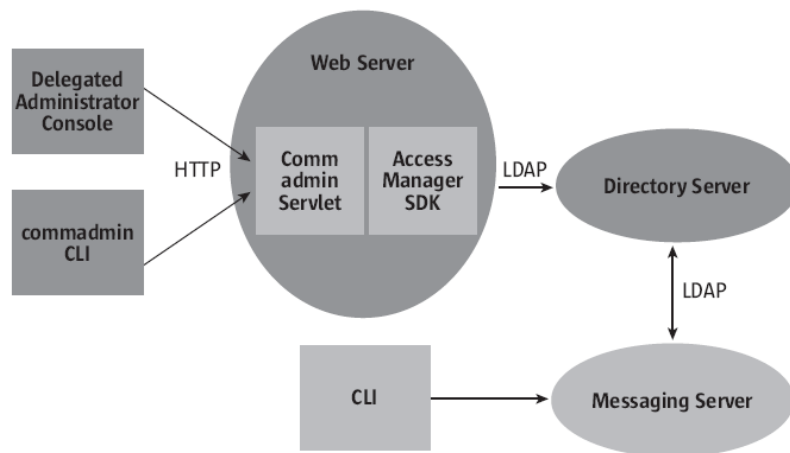 Delegated
Administrator
Console
commadmin
CLI
HTTP
Web Server
Comm
admin
Servlet
Access
Manager
SDK
LDAP
Directory Server
LDAP
CLI
Messaging Server